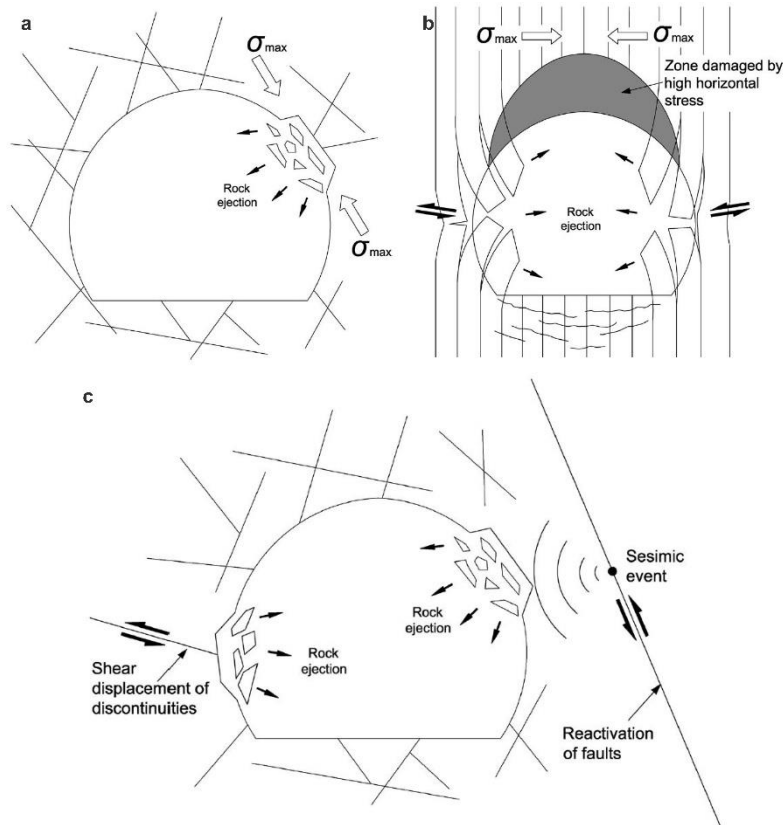 a
σmax
Rock
ejection
σmax
b
σmax
Zone damaged by
high horizontal
stress
Rock
ejection
c
Sesimic
event
Rock
ejection
Rock
ejection
Shear
displacement of
discontinuities
Reactivation
of faults